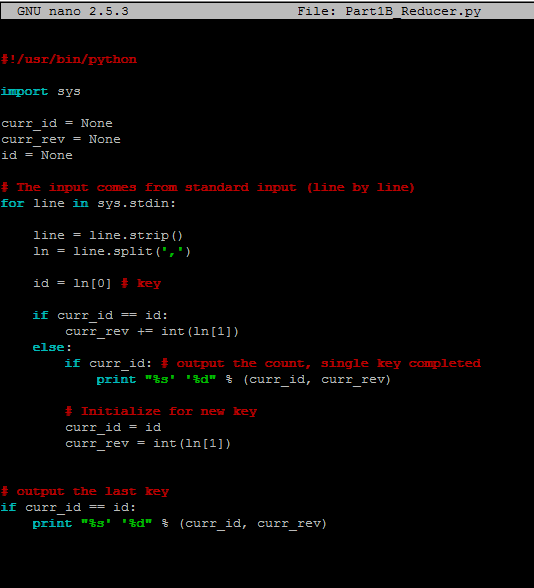 GNU nano 2.5.3 File: Part1B_Reducer.py
#!/usr/bin/python
import sys
curr_id = None
curr_rev = None
id = None
# The input comes from standard input (line by line)
for line in sys.stdin:
    line = line.strip()
    ln = line.split(',')
    id = ln[0] # key
    if curr_id == id:
        curr_rev += int(ln[1])
    else:
        if curr_id: # output the count, single key completed
            print "%s' '%d" % (curr_id, curr_rev)
        # Initialize for new key
        curr_id = id
        curr_rev = int(ln[1])
# output the last key
if curr_id == id:
    print "%s' '%d" % (curr_id, curr_rev)